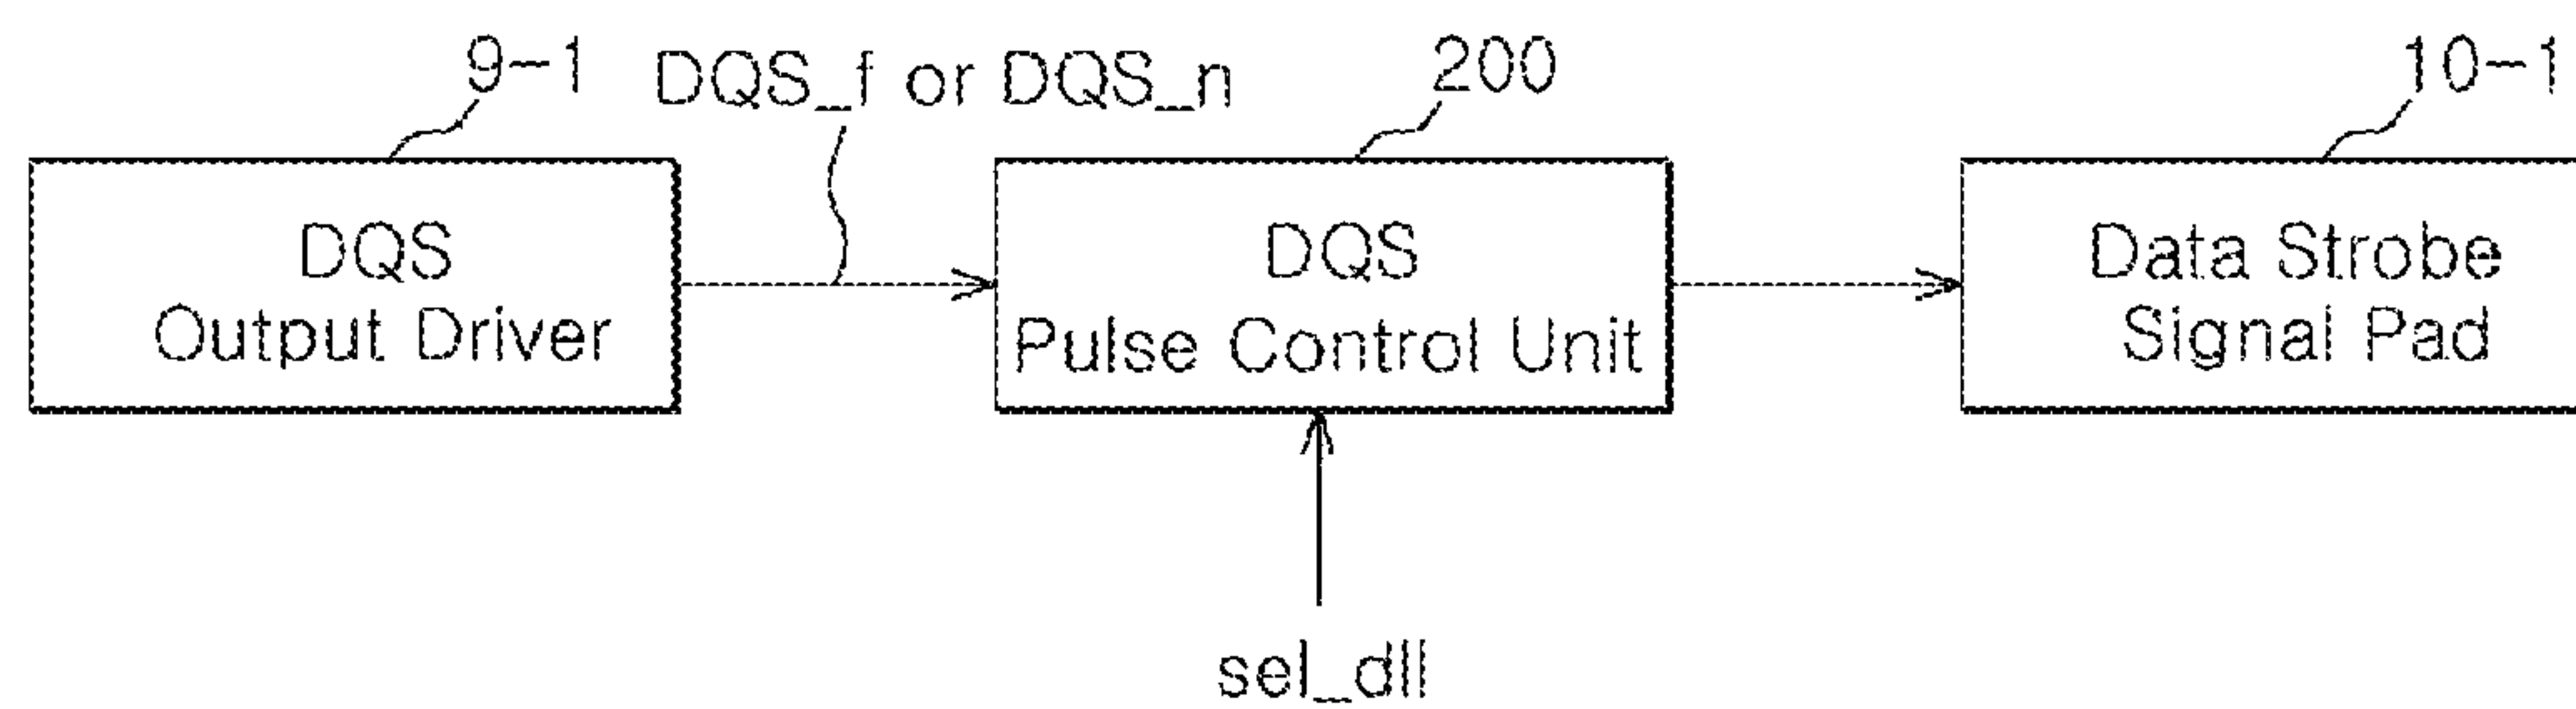 9-1
DQS_f or DQS_n
200
10-1
DQS
Output Driver
DQS
Pulse Control Unit
Data Strobe
Signal Pad
sel_dll